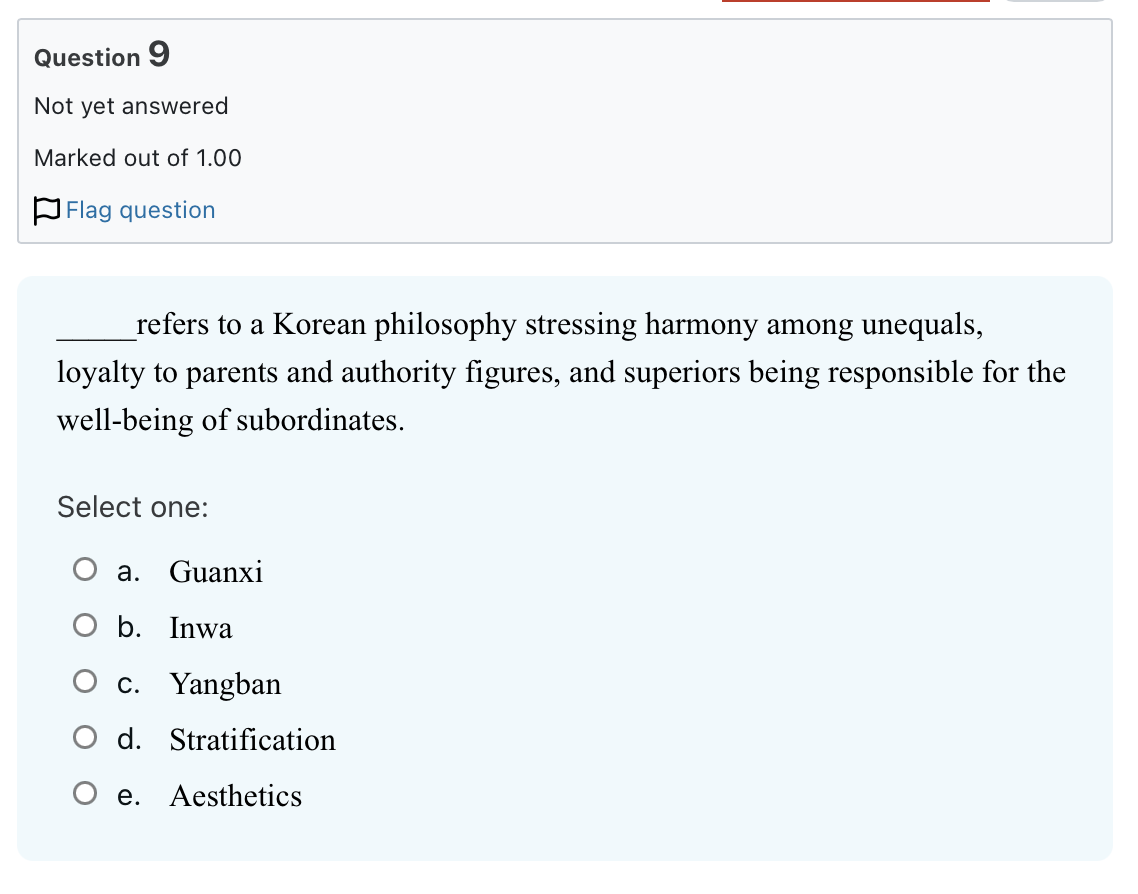 Question 9
Not yet answered
Marked out of 1.00
Flag question
_____refers to a Korean philosophy stressing harmony among unequals,
loyalty to parents and authority figures, and superiors being responsible for the
well-being of subordinates.
Select one:
a. Guanxi
b. Inwa
c. Yangban
d. Stratification
e. Aesthetics